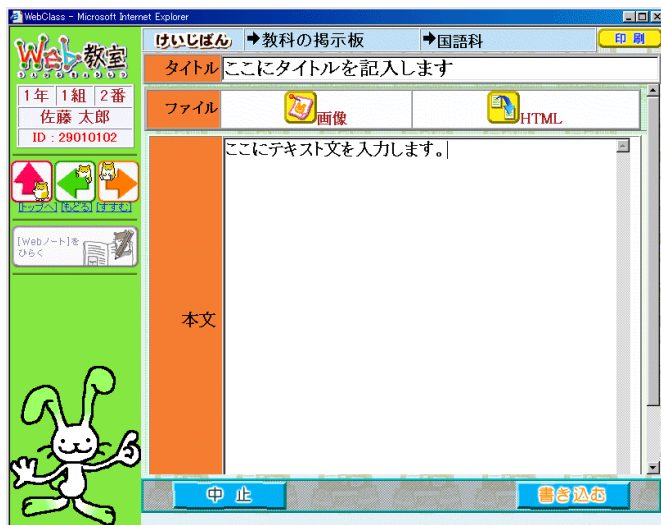 WebClass - Microsoft Internet Explorer
Web教室
けいじばん ➡教科の掲示板 ➡国語科 印刷
タイトル ここにタイトルを記入します
1年 1組 2番
佐藤 太郎
ID : 29010102
ファイル 画像 HTML
[トップへ] [もどる] [すすむ]
[Webノート]を
ひらく
本文 ここにテキスト文を入力します。
中止 書き込む